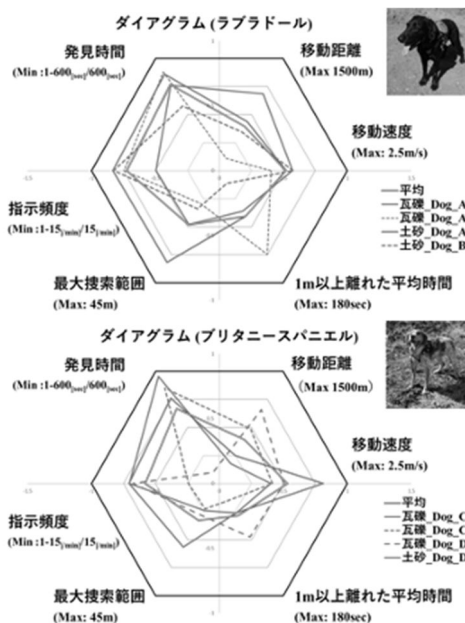 ダイアグラム (ラブラドール)
発見時間
(Min :1-600[sec]/600[sec])
移動距離
(Max 1500m)
移動速度
(Max: 2.5m/s)
指示頻度
(Min :1-15[/min]/15[/min])
平均
瓦礫_Dog_A
瓦礫_Dog_A
土砂_Dog_A
土砂_Dog_B
最大捜索範囲
(Max: 45m)
1m以上離れた平均時間
(Max: 180sec)
ダイアグラム (ブリタニースパニエル)
発見時間
(Min :1-600[sec]/600[sec])
移動距離
(Max 1500m)
移動速度
(Max: 2.5m/s)
指示頻度
(Min :1-15[/min]/15[/min])
平均
瓦礫_Dog_C
瓦礫_Dog_C
瓦礫_Dog_D
土砂_Dog_D
最大捜索範囲
(Max: 45m)
1m以上離れた平均時間
(Max: 180sec)